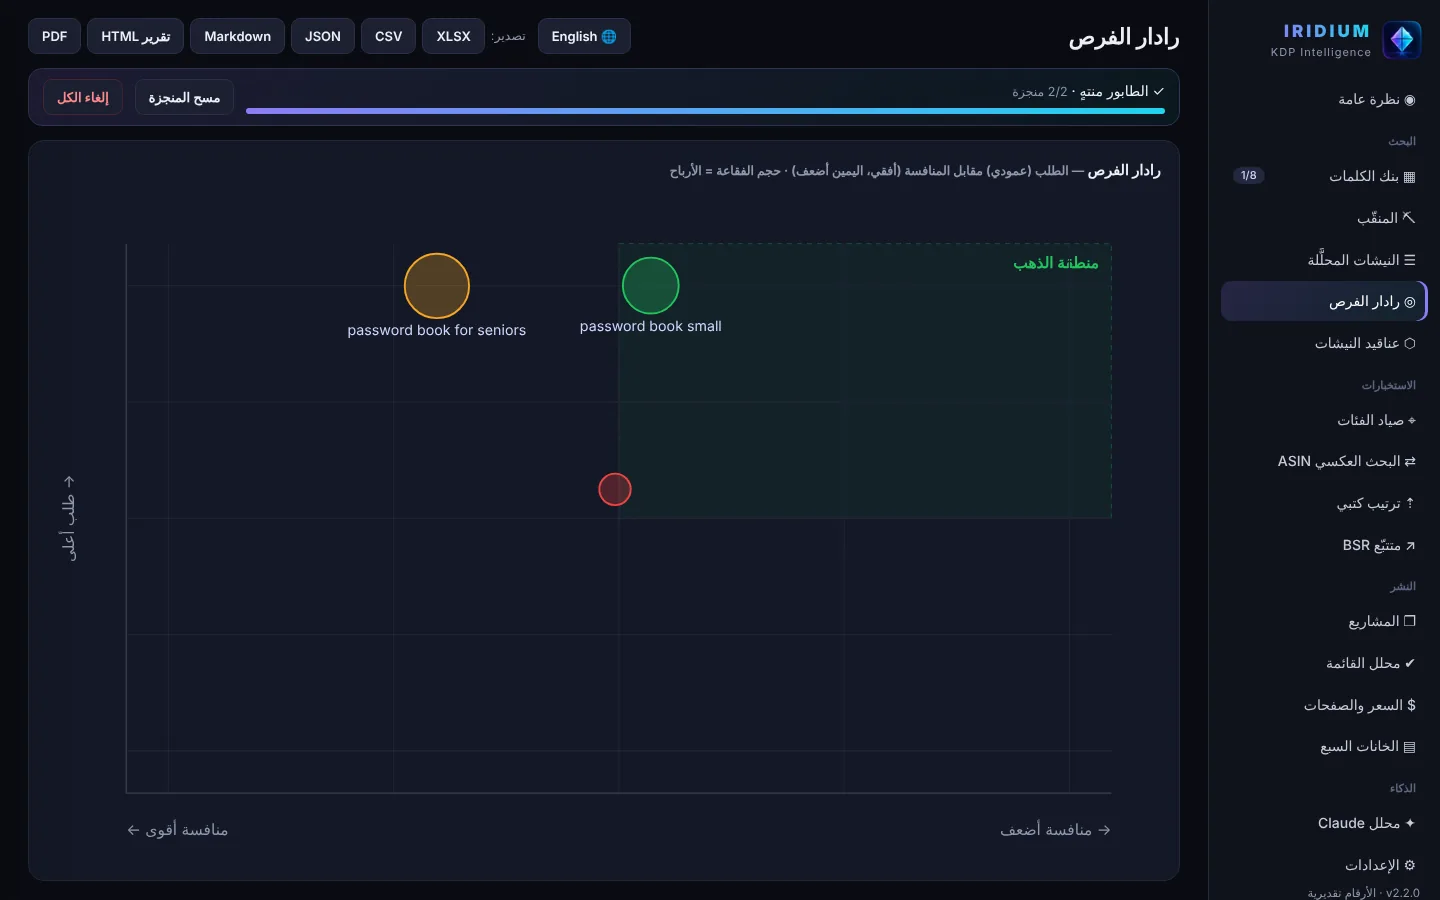 IRIDIUM
KDP Intelligence
◉ نظرة عامة
البحث
▦ بنك الكلمات 1/8
⛏ المنقّب
☰ النيشات المحلَّلة
◎ رادار الفرص
⬡ عناقيد النيشات
الاستخبارات
⌖ صياد الفئات
⇄ البحث العكسي ASIN
⇡ ترتيب كتبي
↗ متتبّع BSR
النشر
❐ المشاريع
✔ محلل القائمة
$ السعر والصفحات
▤ الخانات السبع
الذكاء
✦ محلل Claude
⚙ الإعدادات
v2.2.0 · الأرقام تقديرية
رادار الفرص
🌐 English
تصدير:
XLSX
CSV
JSON
Markdown
تقرير HTML
PDF
✓ الطابور منتهٍ · 2/2 منجزة
مسح المنجزة
إلغاء الكل
رادار الفرص — الطلب (عمودي) مقابل المنافسة (أفقي، اليمين أضعف) · حجم الفقاعة = الأرباح
منطقة الذهب
password book for seniors
password book small
طلب أعلى →
منافسة أضعف →
← منافسة أقوى